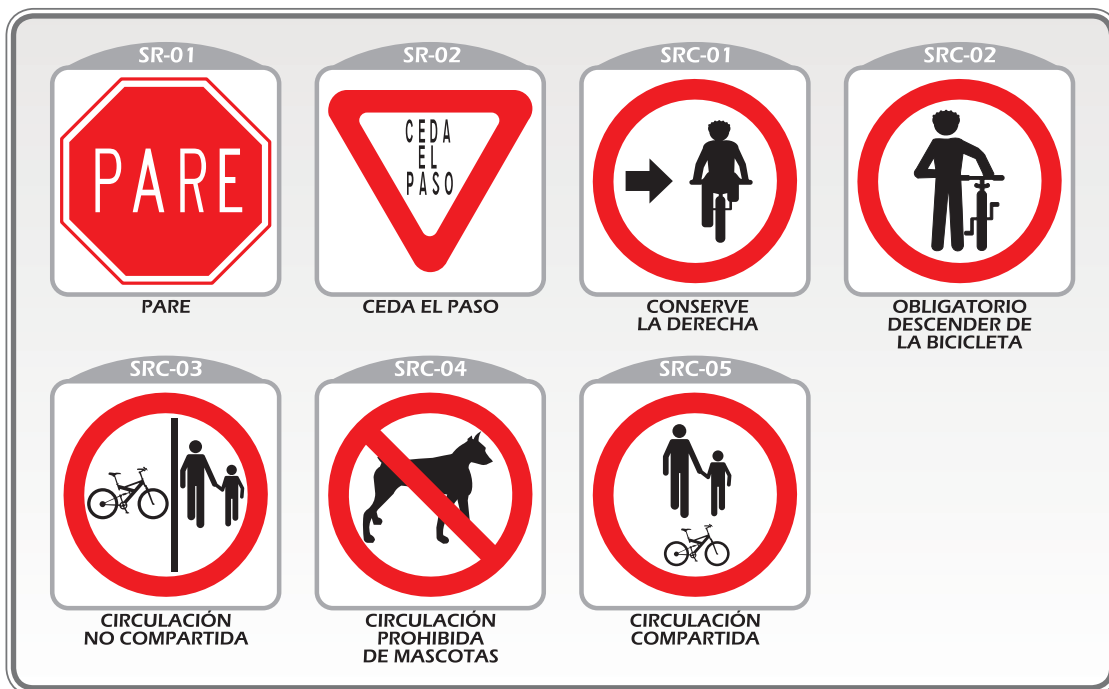 SR-01
SR-02
SRC-01
SRC-02
PARE
CEDA
EL
PASO
PARE
CEDA EL PASO
CONSERVE
LA DERECHA
OBLIGATORIO
DESCENDER DE
LA BICICLETA
SRC-03
SRC-04
SRC-05
CIRCULACIÓN
NO COMPARTIDA
CIRCULACIÓN
PROHIBIDA
DE MASCOTAS
CIRCULACIÓN
COMPARTIDA